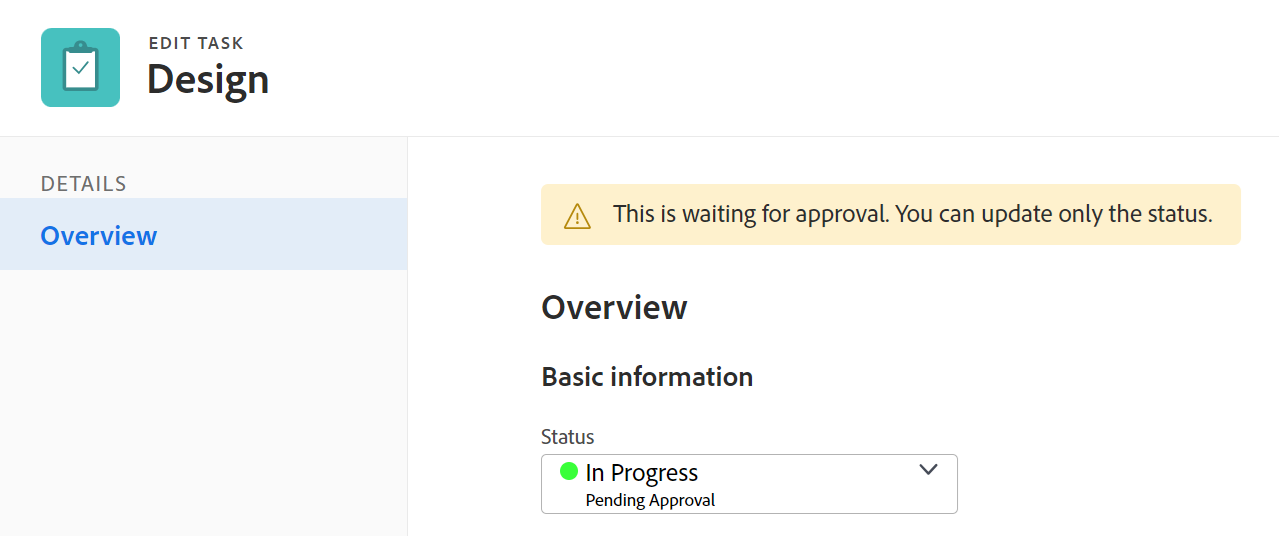 EDIT TASK
Design
DETAILS
Overview
This is waiting for approval. You can update only the status.
Overview
Basic information
Status
In Progress
Pending Approval